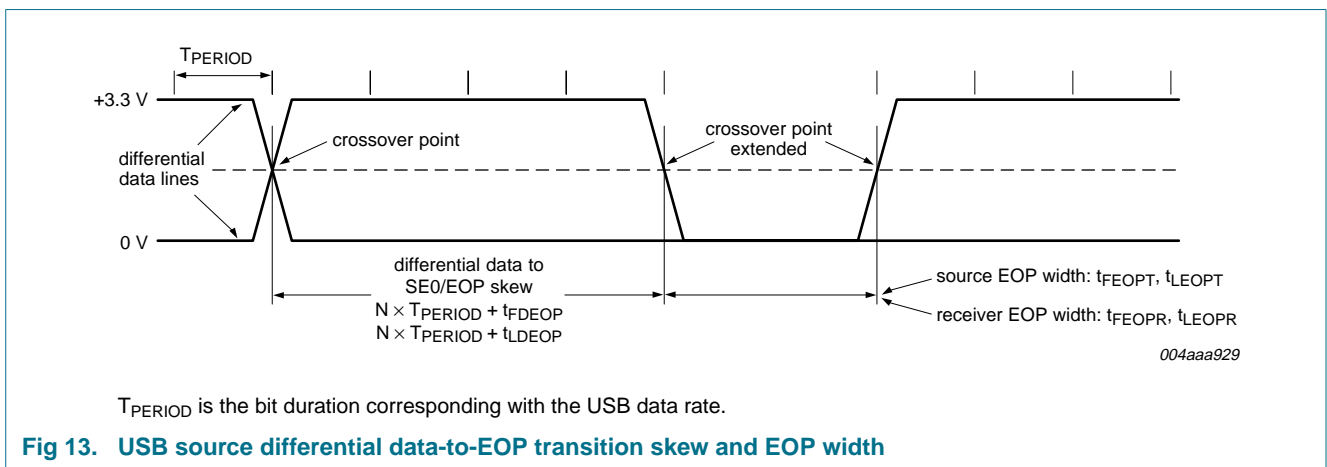 TPERIOD
+3.3 V
crossover point
crossover point
extended
differential
data lines
0 V
differential data to
SE0/EOP skew
N × TPERIOD + tFDEOP
N × TPERIOD + tLDEOP
source EOP width: tFEOPT, tLEOPT
receiver EOP width: tFEOPR, tLEOPR
004aaa929
TPERIOD is the bit duration corresponding with the USB data rate.
Fig 13. USB source differential data-to-EOP transition skew and EOP width